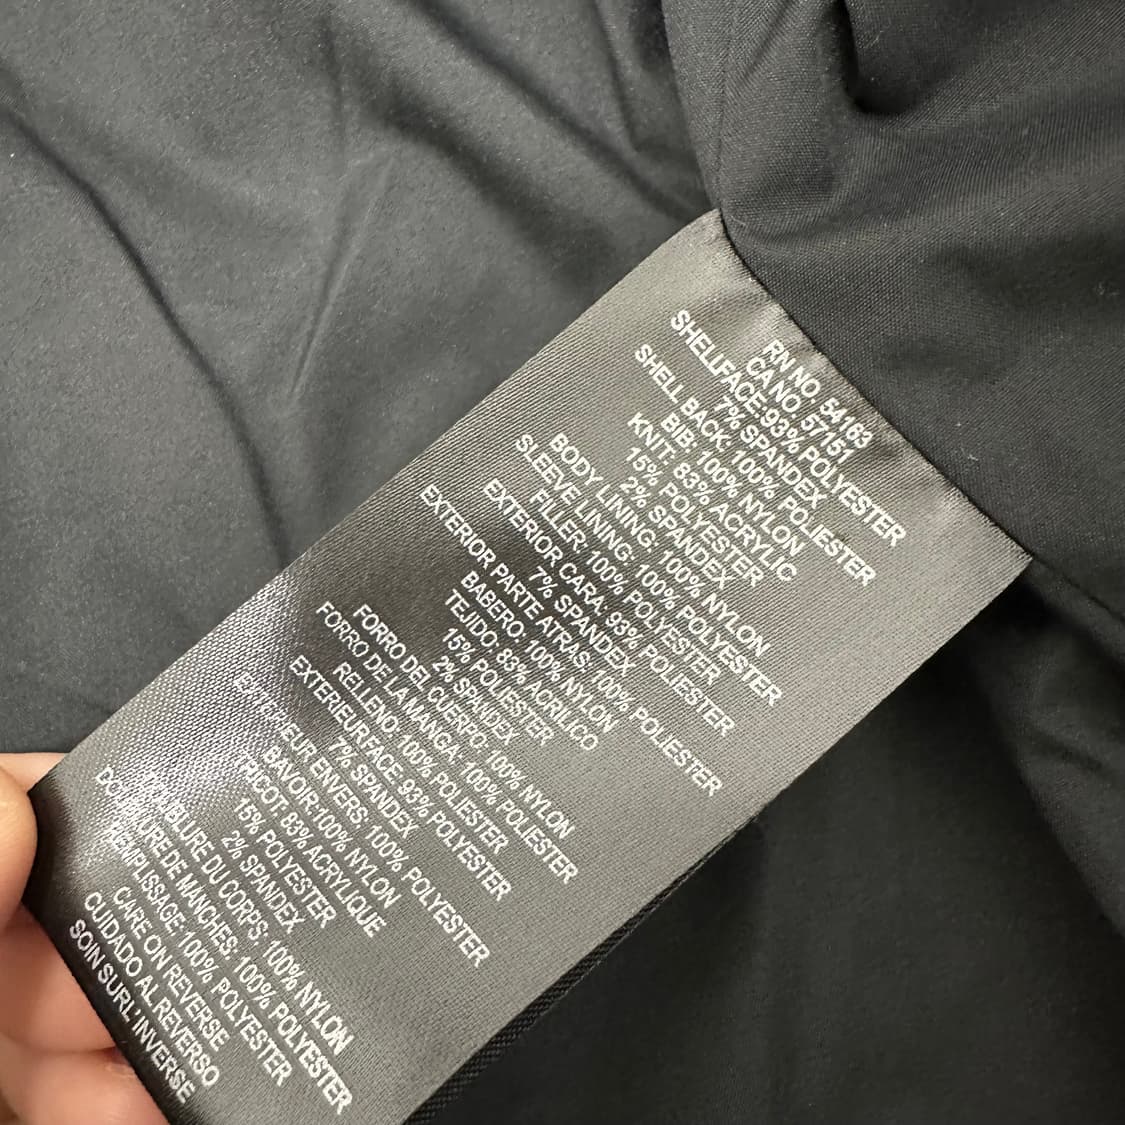 RN NO. 54163
CA NO. 57151
SHELLFACE:93% POLYESTER
7% SPANDEX
SHELL BACK: 100% POLIESTER
BIB: 100% NYLON
KNIT: 83% ACRYLIC
15% POLYESTER
2% SPANDEX
BODY LINING: 100% NYLON
SLEEVE LINING: 100% POLYESTER
FILLER: 100% POLYESTER
EXTERIOR CARA: 93% POLIESTER
7% SPANDEX
EXTERIOR PARTE ATRAS: 100% POLIESTER
BABERO: 100% NYLON
TEJIDO: 83% ACRILICO
15% POLIESTER
2% SPANDEX
FORRO DEL CUERPO: 100% NYLON
FORRO DE LA MANGA: 100% POLIESTER
RELLENO: 100% POLIESTER
EXTERIEURFACE: 93% POLYESTER
7% SPANDEX
EXTERIEUR ENVERS: 100% POLYESTER
BAVOIR:100% NYLON
TRICOT: 83% ACRYLIQUE
15% POLYESTER
2% SPANDEX
DOUBLURE DU CORPS: 100% NYLON
DOUBLURE DE MANCHES: 100% POLYESTER
REMPLISSAGE: 100% POLYESTER
CARE ON REVERSE
CUIDADO AL REVERSO
SOIN SUR L'INVERSE